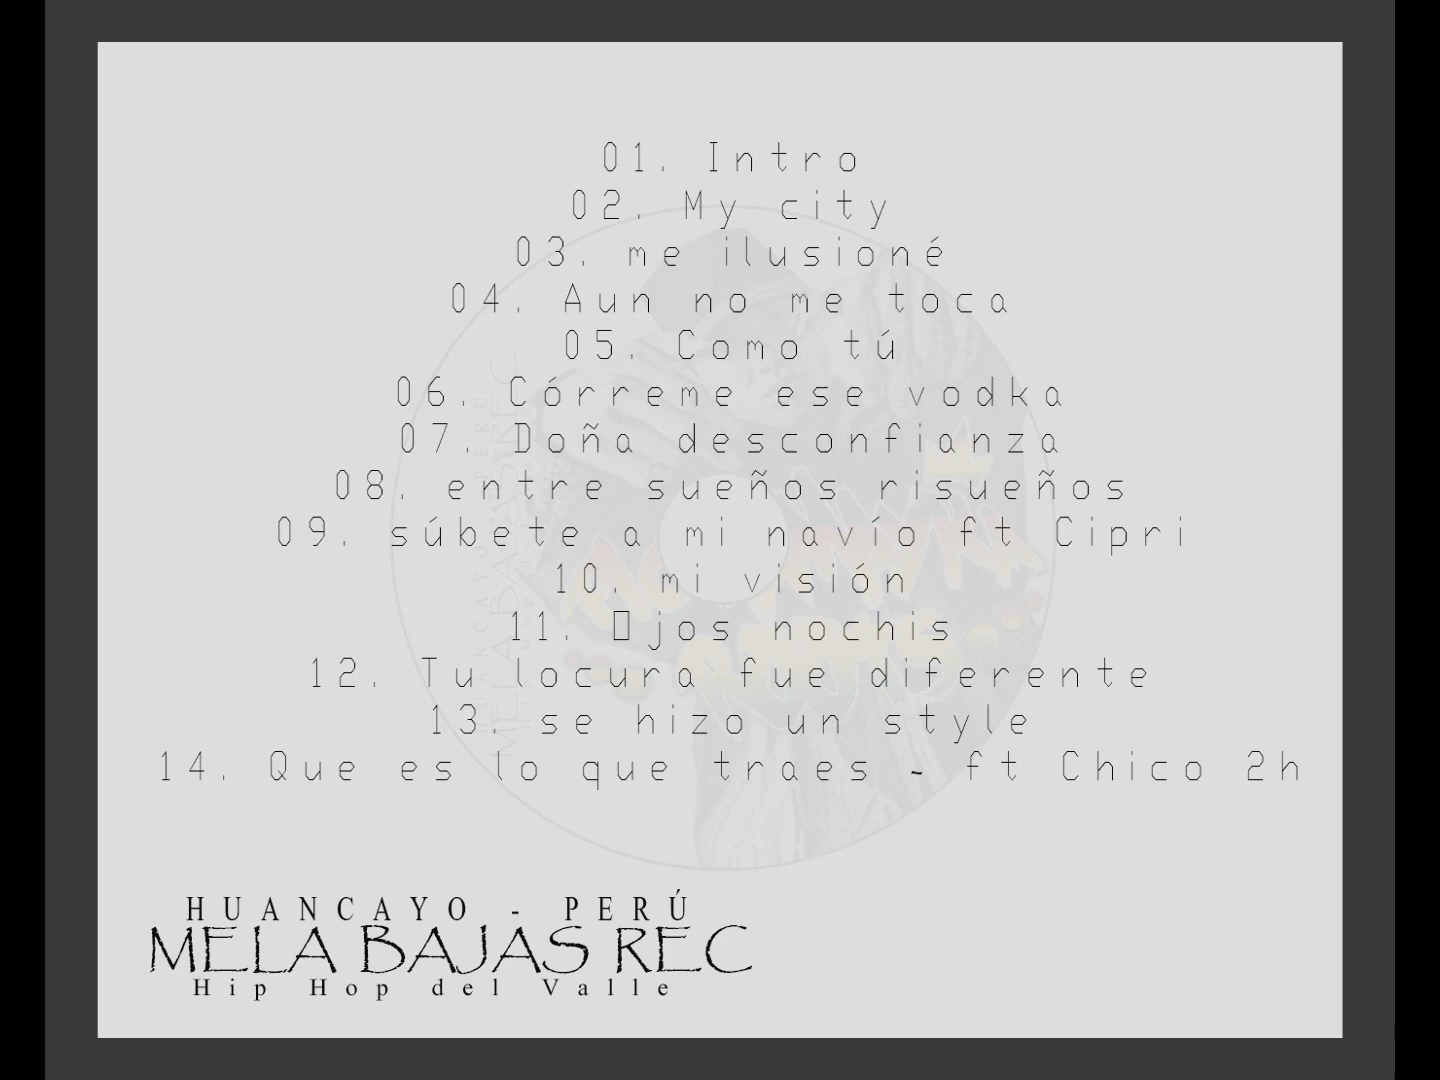 01. Intro
02. My city
03. me ilusioné
04. Aun no me toca
05. Como tú
06. Córreme ese vodka
07. Doña desconfianza
08. entre sueños risueños
09. súbete a mi navío ft Cipri
10. mi visión
11. ▯jos nochis
12. Tu locura fue diferente
13. se hizo un style
14. Que es lo que traes - ft Chico 2h
HUANCAYO - PERÚ
MELA BAJAS REC
Hip Hop del Valle